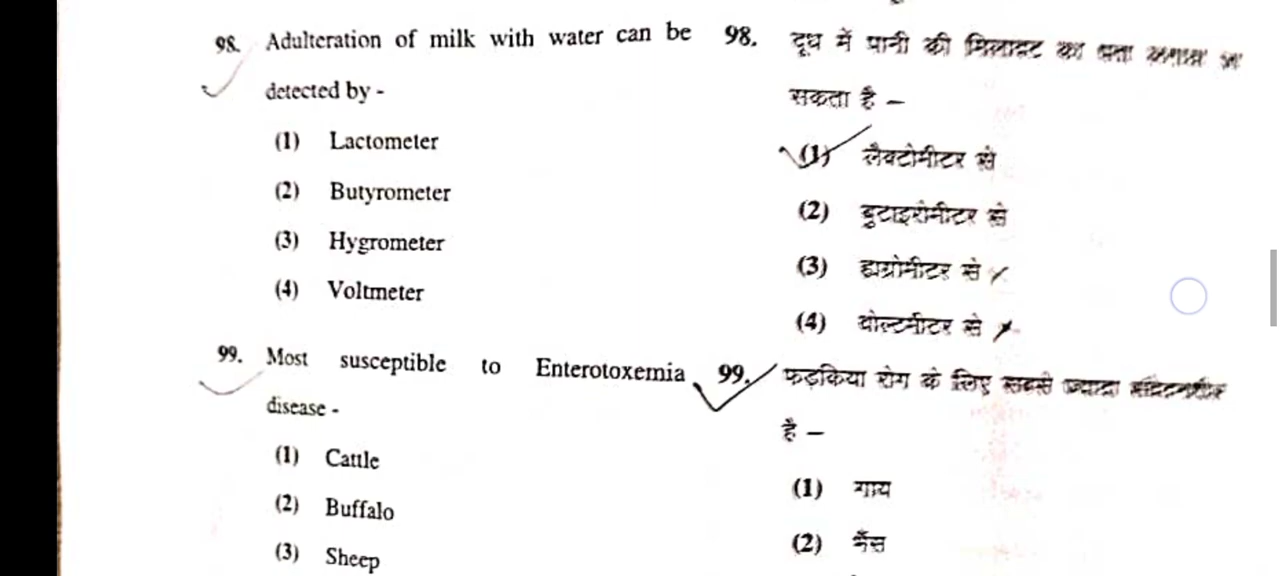 98. Adulteration of milk with water can be
detected by -
(1) Lactometer
(2) Butyrometer
(3) Hygrometer
(4) Voltmeter
99. Most susceptible to Enterotoxemia
disease -
(1) Cattle
(2) Buffalo
(3) Sheep
98. दूध में पानी की मिलावट का पता लगाया जा
सकता है –
(1) लैक्टोमीटर से
(2) बुटाइरोमीटर से
(3) हाग्रोमीटर से
(4) वोल्टमीटर से
99. फड़किया रोग के लिए सबसे ज्यादा संवेदनशील
है –
(1) गाय
(2) भैंस